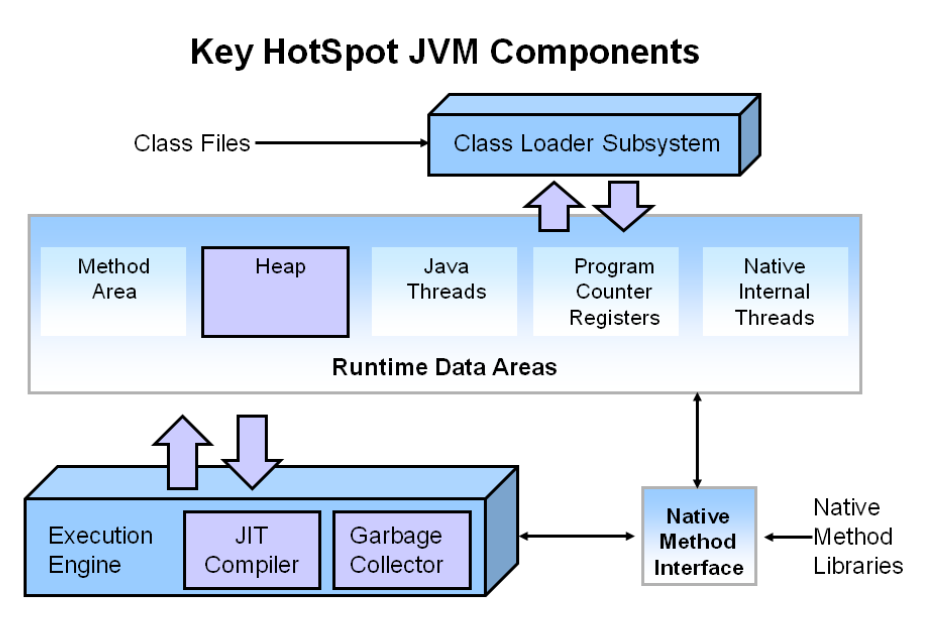 Key HotSpot JVM Components
Class Files
Class Loader Subsystem
Method
Area
Heap
Java
Threads
Program
Counter
Registers
Native
Internal
Threads
Runtime Data Areas
Execution
Engine
JIT
Compiler
Garbage
Collector
Native
Method
Interface
Native
Method
Libraries